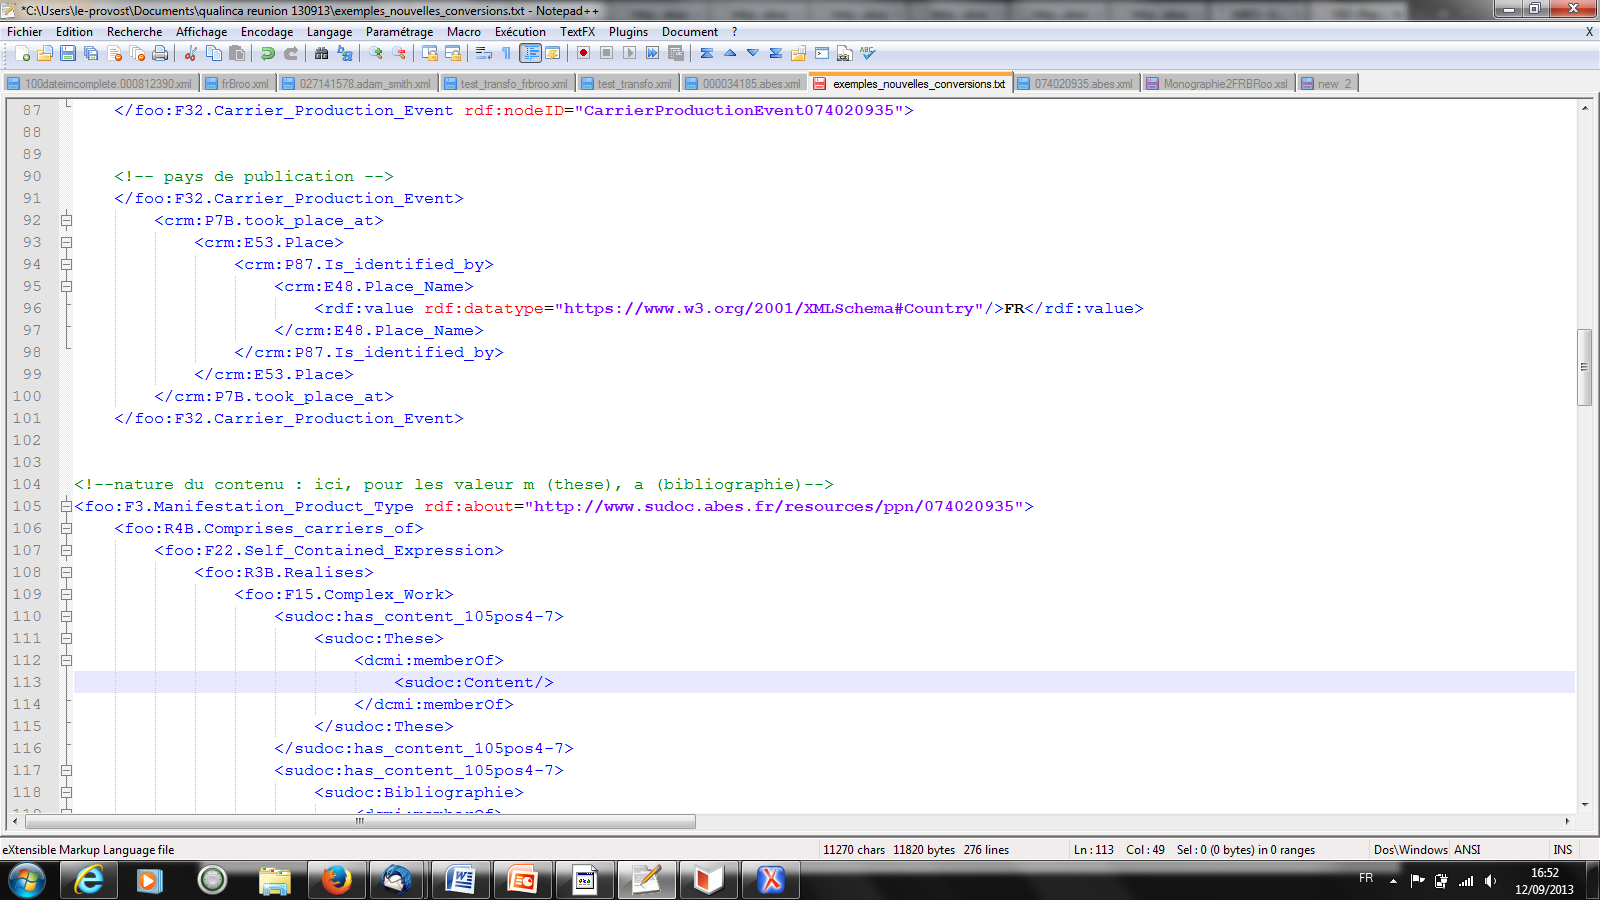 *C:\Users\le-provost\Documents\qualinca reunion 130913\exemples_nouvelles_conversions.txt - Notepad++
Fichier Edition Recherche Affichage Encodage Langage Paramétrage Macro Exécution TextFX Plugins Document ? X
100dateimcomplete.000812390.xml frBroo.xml 027141578.adam_smith.xml test_transfo_frbroo.xml test_transfo.xml 000034185.abes.xml exemples_nouvelles_conversions.txt 074020935.abes.xml Monographie2FRBRoo.xsl new 2
87 </foo:F32.Carrier_Production_Event rdf:nodeID="CarrierProductionEvent074020935">
88
89
90 <!-- pays de publication -->
91 </foo:F32.Carrier_Production_Event>
92 <crm:P7B.took_place_at>
93 <crm:E53.Place>
94 <crm:P87.Is_identified_by>
95 <crm:E48.Place_Name>
96 <rdf:value rdf:datatype="https://www.w3.org/2001/XMLSchema#Country"/>FR</rdf:value>
97 </crm:E48.Place_Name>
98 </crm:P87.Is_identified_by>
99 </crm:E53.Place>
100 </crm:P7B.took_place_at>
101 </foo:F32.Carrier_Production_Event>
102
103
104 <!--nature du contenu : ici, pour les valeur m (these), a (bibliographie)-->
105 <foo:F3.Manifestation_Product_Type rdf:about="http://www.sudoc.abes.fr/resources/ppn/074020935">
106 <foo:R4B.Comprises_carriers_of>
107 <foo:F22.Self_Contained_Expression>
108 <foo:R3B.Realises>
109 <foo:F15.Complex_Work>
110 <sudoc:has_content_105pos4-7>
111 <sudoc:These>
112 <dcmi:memberOf>
113 <sudoc:Content/>
114 </dcmi:memberOf>
115 </sudoc:These>
116 </sudoc:has_content_105pos4-7>
117 <sudoc:has_content_105pos4-7>
118 <sudoc:Bibliographie>
119 <dcmi:memberOf>
eXtensible Markup Language file 11270 chars 11820 bytes 276 lines Ln : 113 Col : 49 Sel : 0 (0 bytes) in 0 ranges Dos\Windows ANSI INS
FR 16:52
12/09/2013